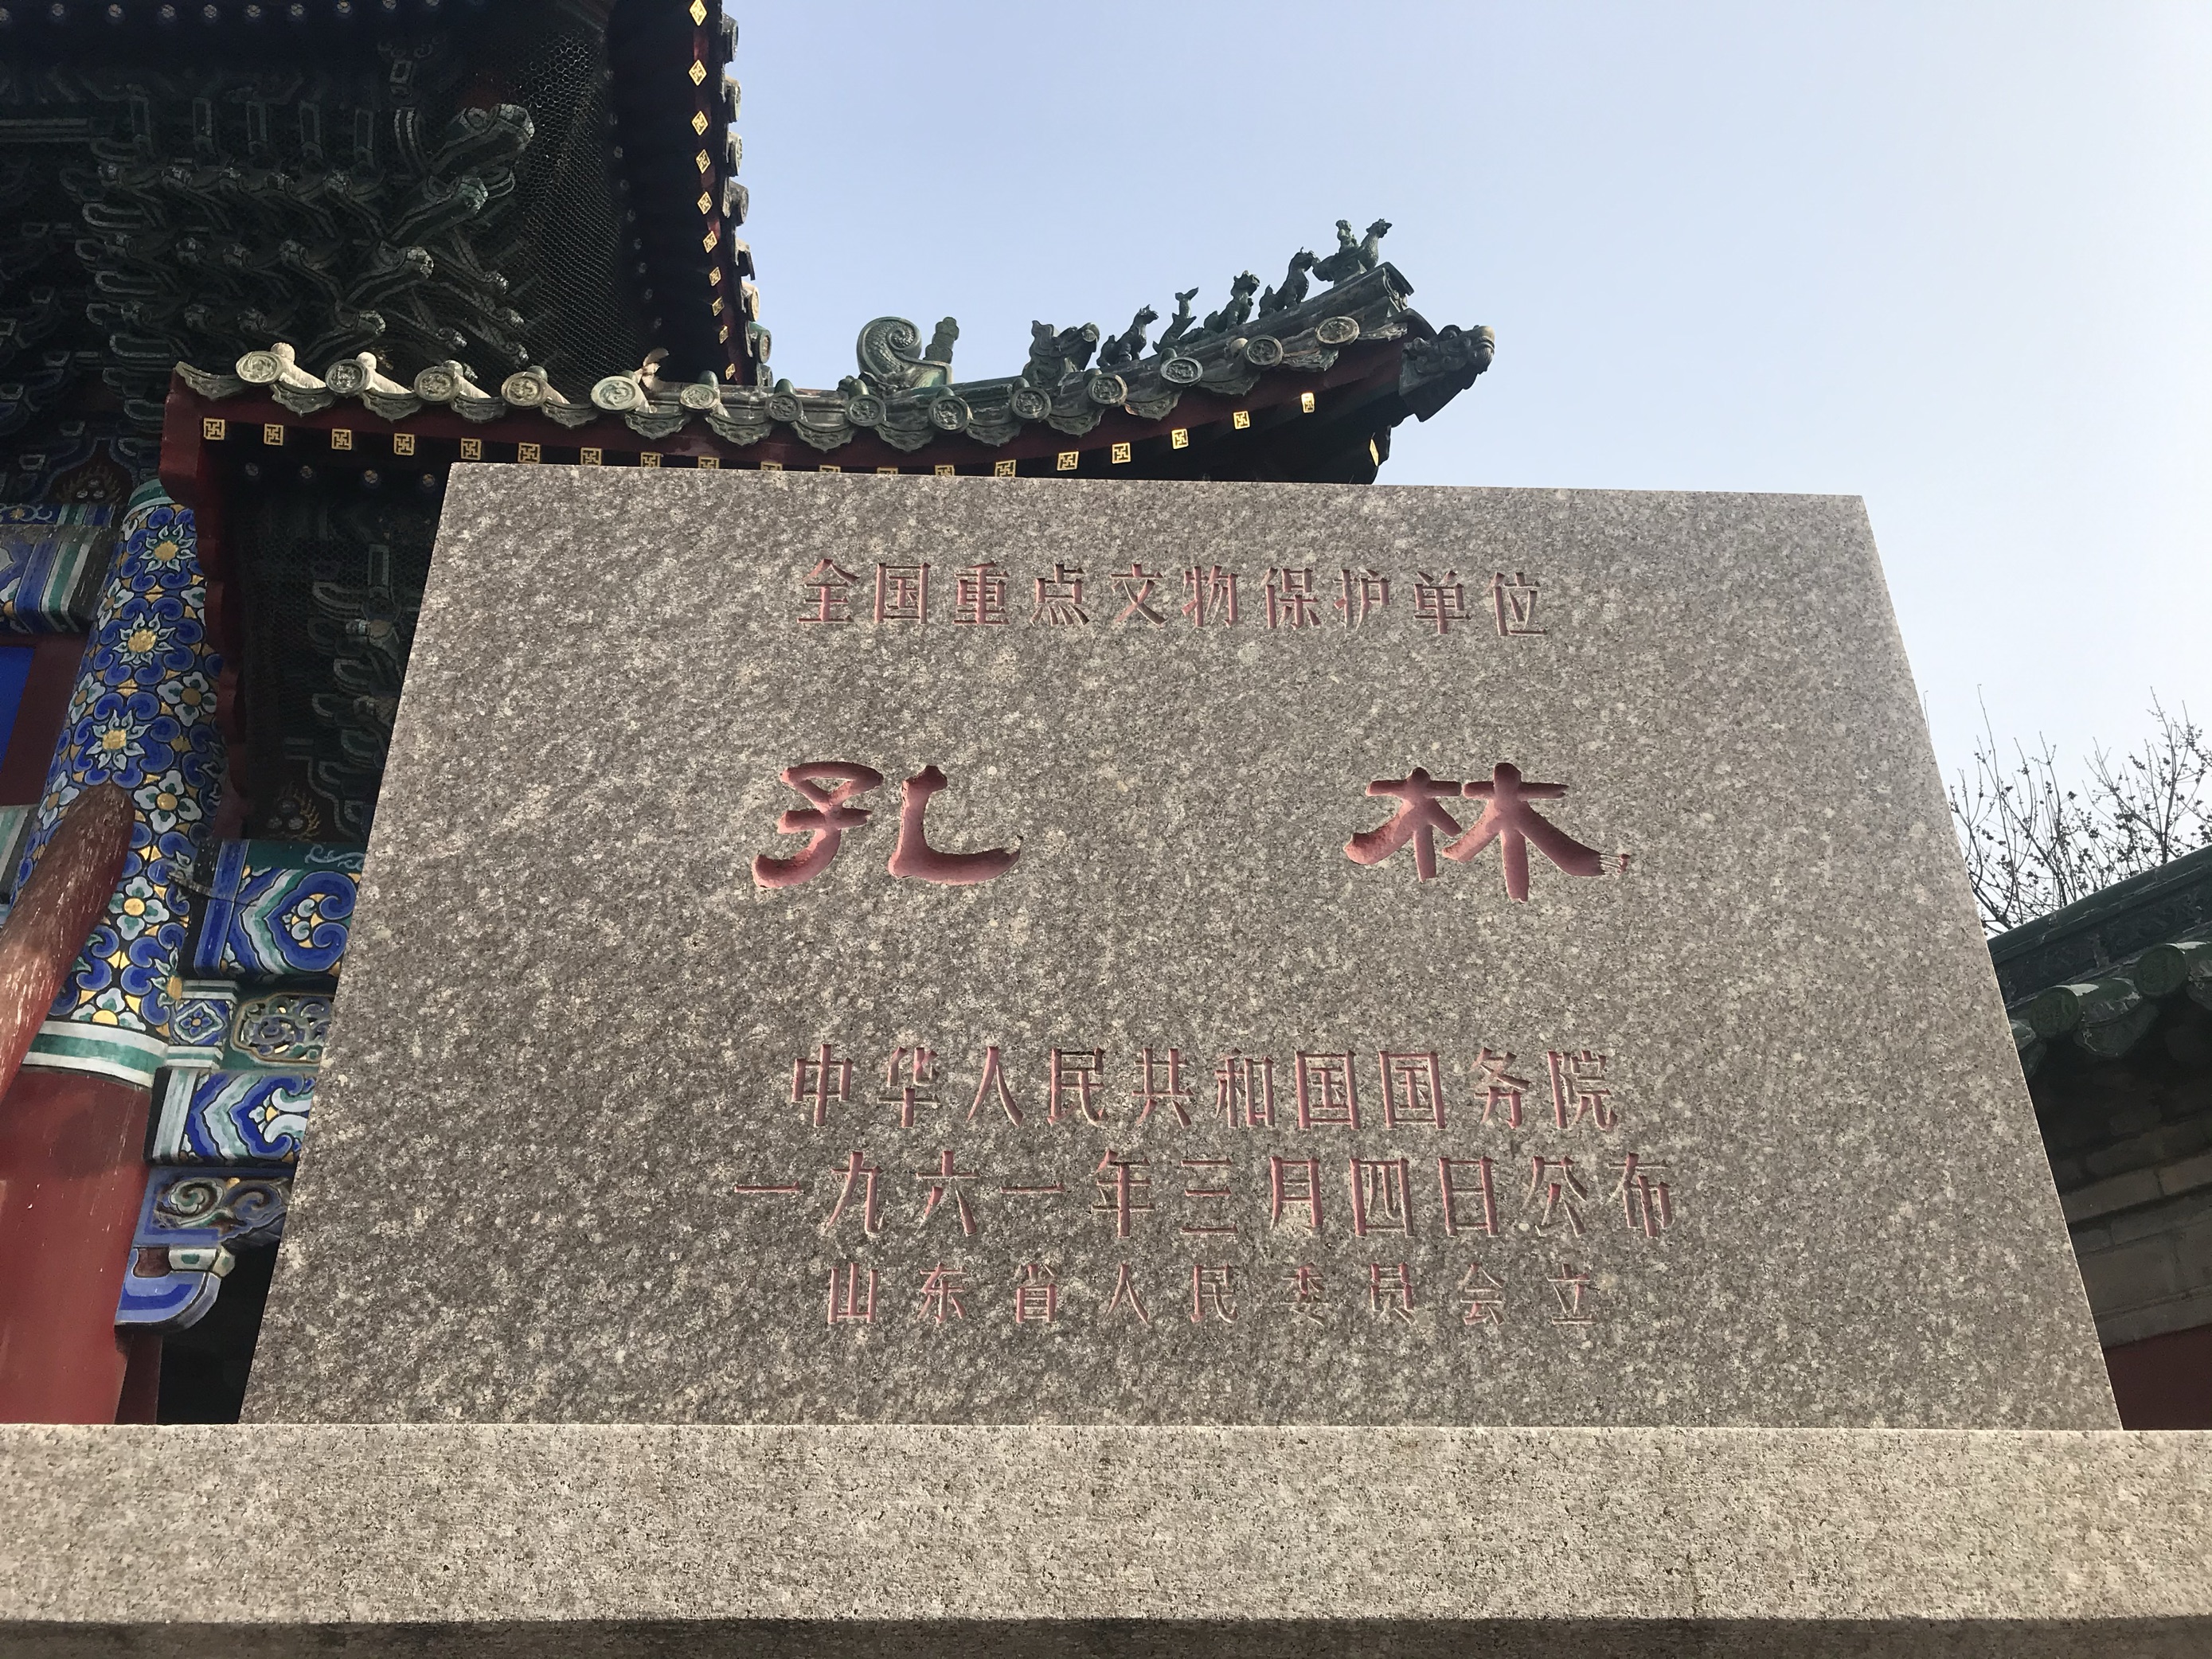 全国重点文物保护单位
孔林
中华人民共和国国务院
一九六一年三月四日公布
山东省人民委员会立